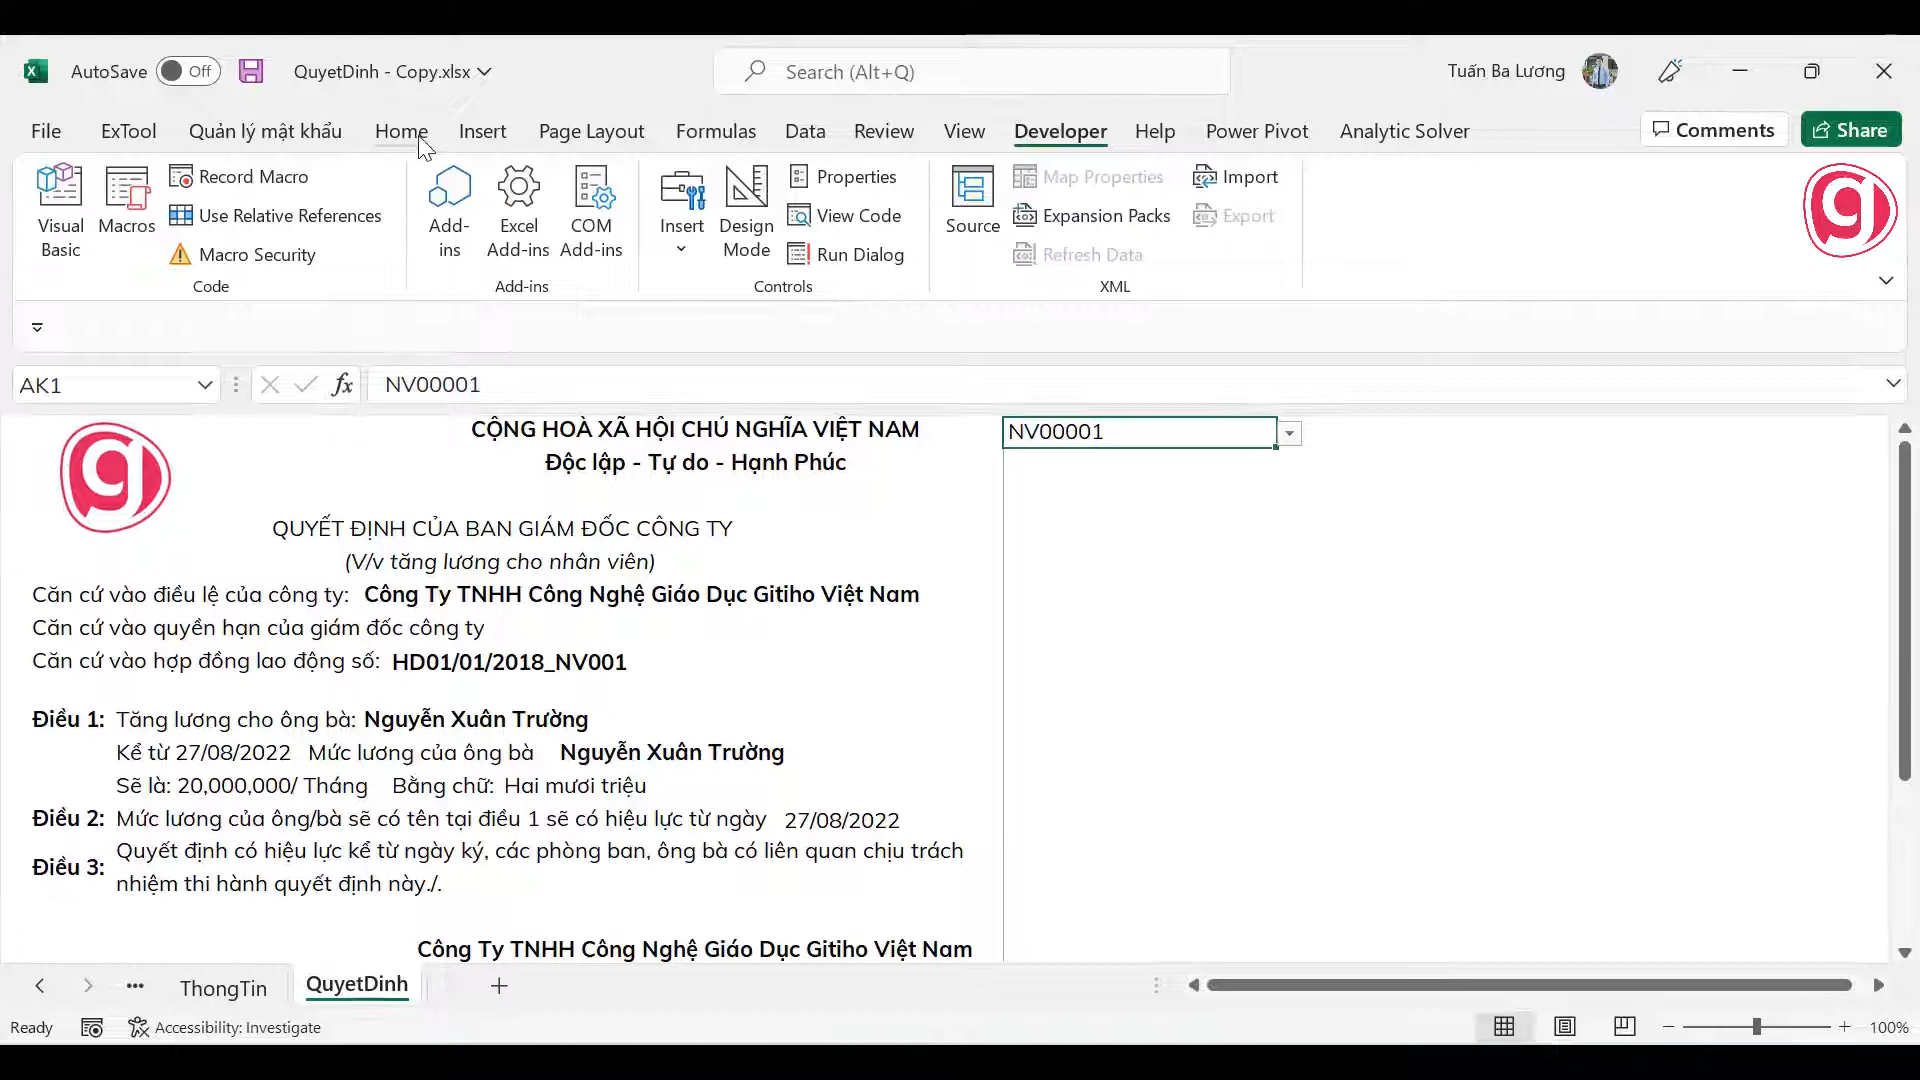 AutoSave Off QuyetDinh - Copy.xlsx Search (Alt+Q) Tuấn Ba Lương
File ExTool Quản lý mật khẩu Home Insert Page Layout Formulas Data Review View Developer Help Power Pivot Analytic Solver Comments Share
Visual Basic
Macros
Record Macro
Use Relative References
Macro Security
Code
Add-ins
Excel Add-ins
COM Add-ins
Add-ins
Insert
Design Mode
Properties
View Code
Run Dialog
Controls
Source
Map Properties
Expansion Packs
Refresh Data
Import
Export
XML
g
AK1 fx NV00001
g
CỘNG HOÀ XÃ HỘI CHỦ NGHĨA VIỆT NAM
NV00001
Độc lập - Tự do - Hạnh Phúc
QUYẾT ĐỊNH CỦA BAN GIÁM ĐỐC CÔNG TY
(V/v tăng lương cho nhân viên)
Căn cứ vào điều lệ của công ty: Công Ty TNHH Công Nghệ Giáo Dục Gitiho Việt Nam
Căn cứ vào quyền hạn của giám đốc công ty
Căn cứ vào hợp đồng lao động số: HD01/01/2018_NV001
Điều 1: Tăng lương cho ông bà: Nguyễn Xuân Trường
Kể từ 27/08/2022 Mức lương của ông bà Nguyễn Xuân Trường
Sẽ là: 20,000,000/ Tháng Bằng chữ: Hai mươi triệu
Điều 2: Mức lương của ông/bà sẽ có tên tại điều 1 sẽ có hiệu lực từ ngày 27/08/2022
Điều 3: Quyết định có hiệu lực kể từ ngày ký, các phòng ban, ông bà có liên quan chịu trách
nhiệm thi hành quyết định này./.
Công Ty TNHH Công Nghệ Giáo Dục Gitiho Việt Nam
ThongTin QuyetDinh
Ready Accessibility: Investigate 100%